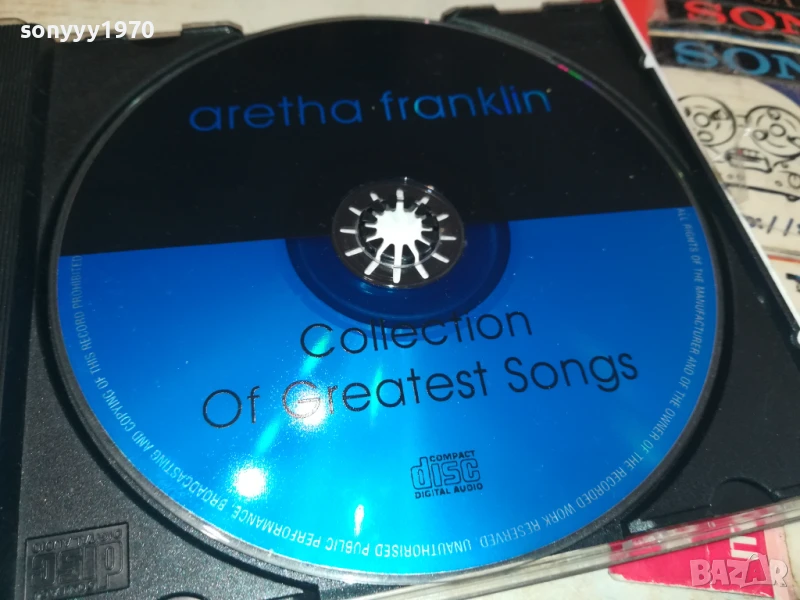 sonyyy1970
SON
SON
aretha franklin
Collection
Of Greatest Songs
COMPACT
disc
DIGITAL AUDIO
ALL RIGHTS OF THE MANUFACTURER AND OF THE OWNER OF THE RECORDED WORK RESERVED. UNAUTHORISED PUBLIC PERFORMANCE, BROADCASTING AND COPYING OF THIS RECORD PROHIBITED
BAZAR